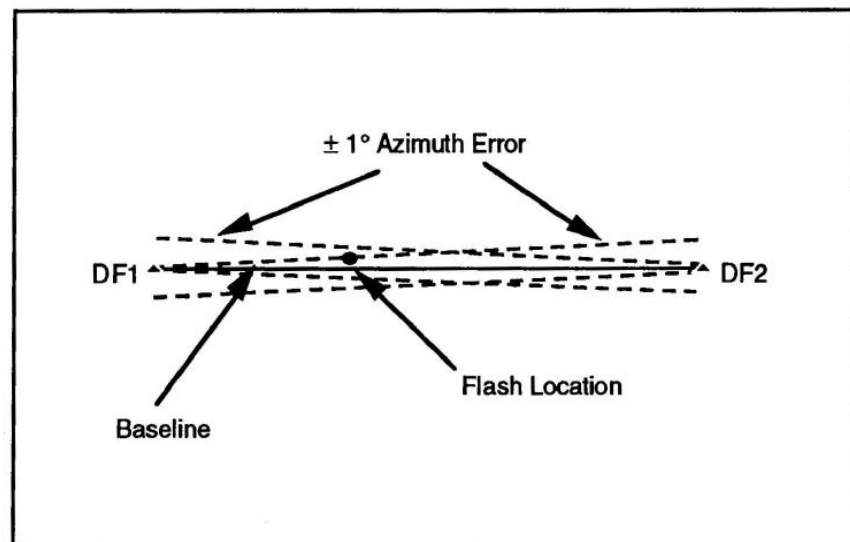 ± 1° Azimuth Error
DF1
DF2
Flash Location
Baseline